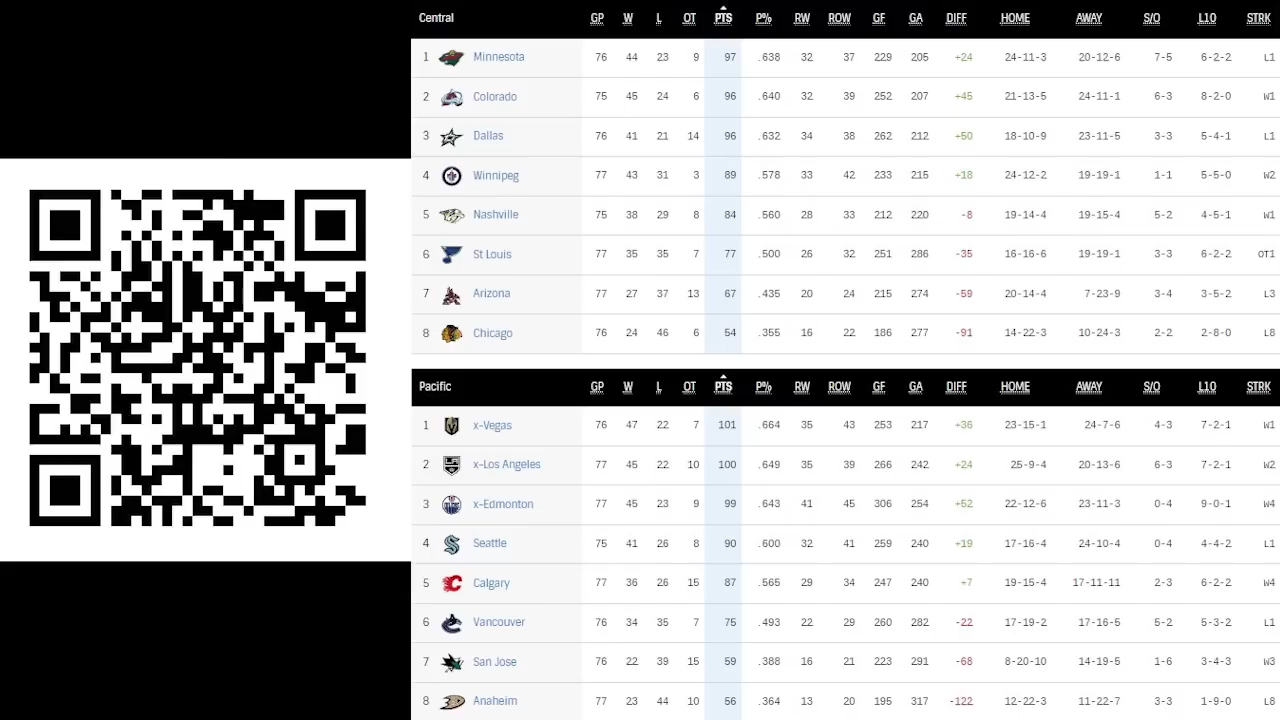 Central GP W L OT PTS P% RW ROW GF GA DIFF HOME AWAY S/O L10 STRK
1 Minnesota 76 44 23 9 97 .638 32 37 229 205 +24 24-11-3 20-12-6 7-5 6-2-2 L1
2 Colorado 75 45 24 6 96 .640 32 39 252 207 +45 21-13-5 24-11-1 6-3 8-2-0 W1
3 Dallas 76 41 21 14 96 .632 34 38 262 212 +50 18-10-9 23-11-5 3-3 5-4-1 L1
4 Winnipeg 77 43 31 3 89 .578 33 42 233 215 +18 24-12-2 19-19-1 1-1 5-5-0 W2
5 Nashville 75 38 29 8 84 .560 28 33 212 220 -8 19-14-4 19-15-4 5-2 4-5-1 W1
6 St Louis 77 35 35 7 77 .500 26 32 251 286 -35 16-16-6 19-19-1 3-3 6-2-2 OT1
7 Arizona 77 27 37 13 67 .435 20 24 215 274 -59 20-14-4 7-23-9 3-4 3-5-2 L3
8 Chicago 76 24 46 6 54 .355 16 22 186 277 -91 14-22-3 10-24-3 2-2 2-8-0 L8
Pacific GP W L OT PTS P% RW ROW GF GA DIFF HOME AWAY S/O L10 STRK
1 x-Vegas 76 47 22 7 101 .664 35 43 253 217 +36 23-15-1 24-7-6 4-3 7-2-1 W1
2 x-Los Angeles 77 45 22 10 100 .649 35 39 266 242 +24 25-9-4 20-13-6 6-3 7-2-1 W2
3 x-Edmonton 77 45 23 9 99 .643 41 45 306 254 +52 22-12-6 23-11-3 0-4 9-0-1 W4
4 Seattle 75 41 26 8 90 .600 32 41 259 240 +19 17-16-4 24-10-4 0-4 4-4-2 L1
5 Calgary 77 36 26 15 87 .565 29 34 247 240 +7 19-15-4 17-11-11 2-3 6-2-2 W4
6 Vancouver 76 34 35 7 75 .493 22 29 260 282 -22 17-19-2 17-16-5 5-2 5-3-2 L1
7 San Jose 76 22 39 15 59 .388 16 21 223 291 -68 8-20-10 14-19-5 1-6 3-4-3 W3
8 Anaheim 77 23 44 10 56 .364 13 20 195 317 -122 12-22-3 11-22-7 3-3 1-9-0 L8